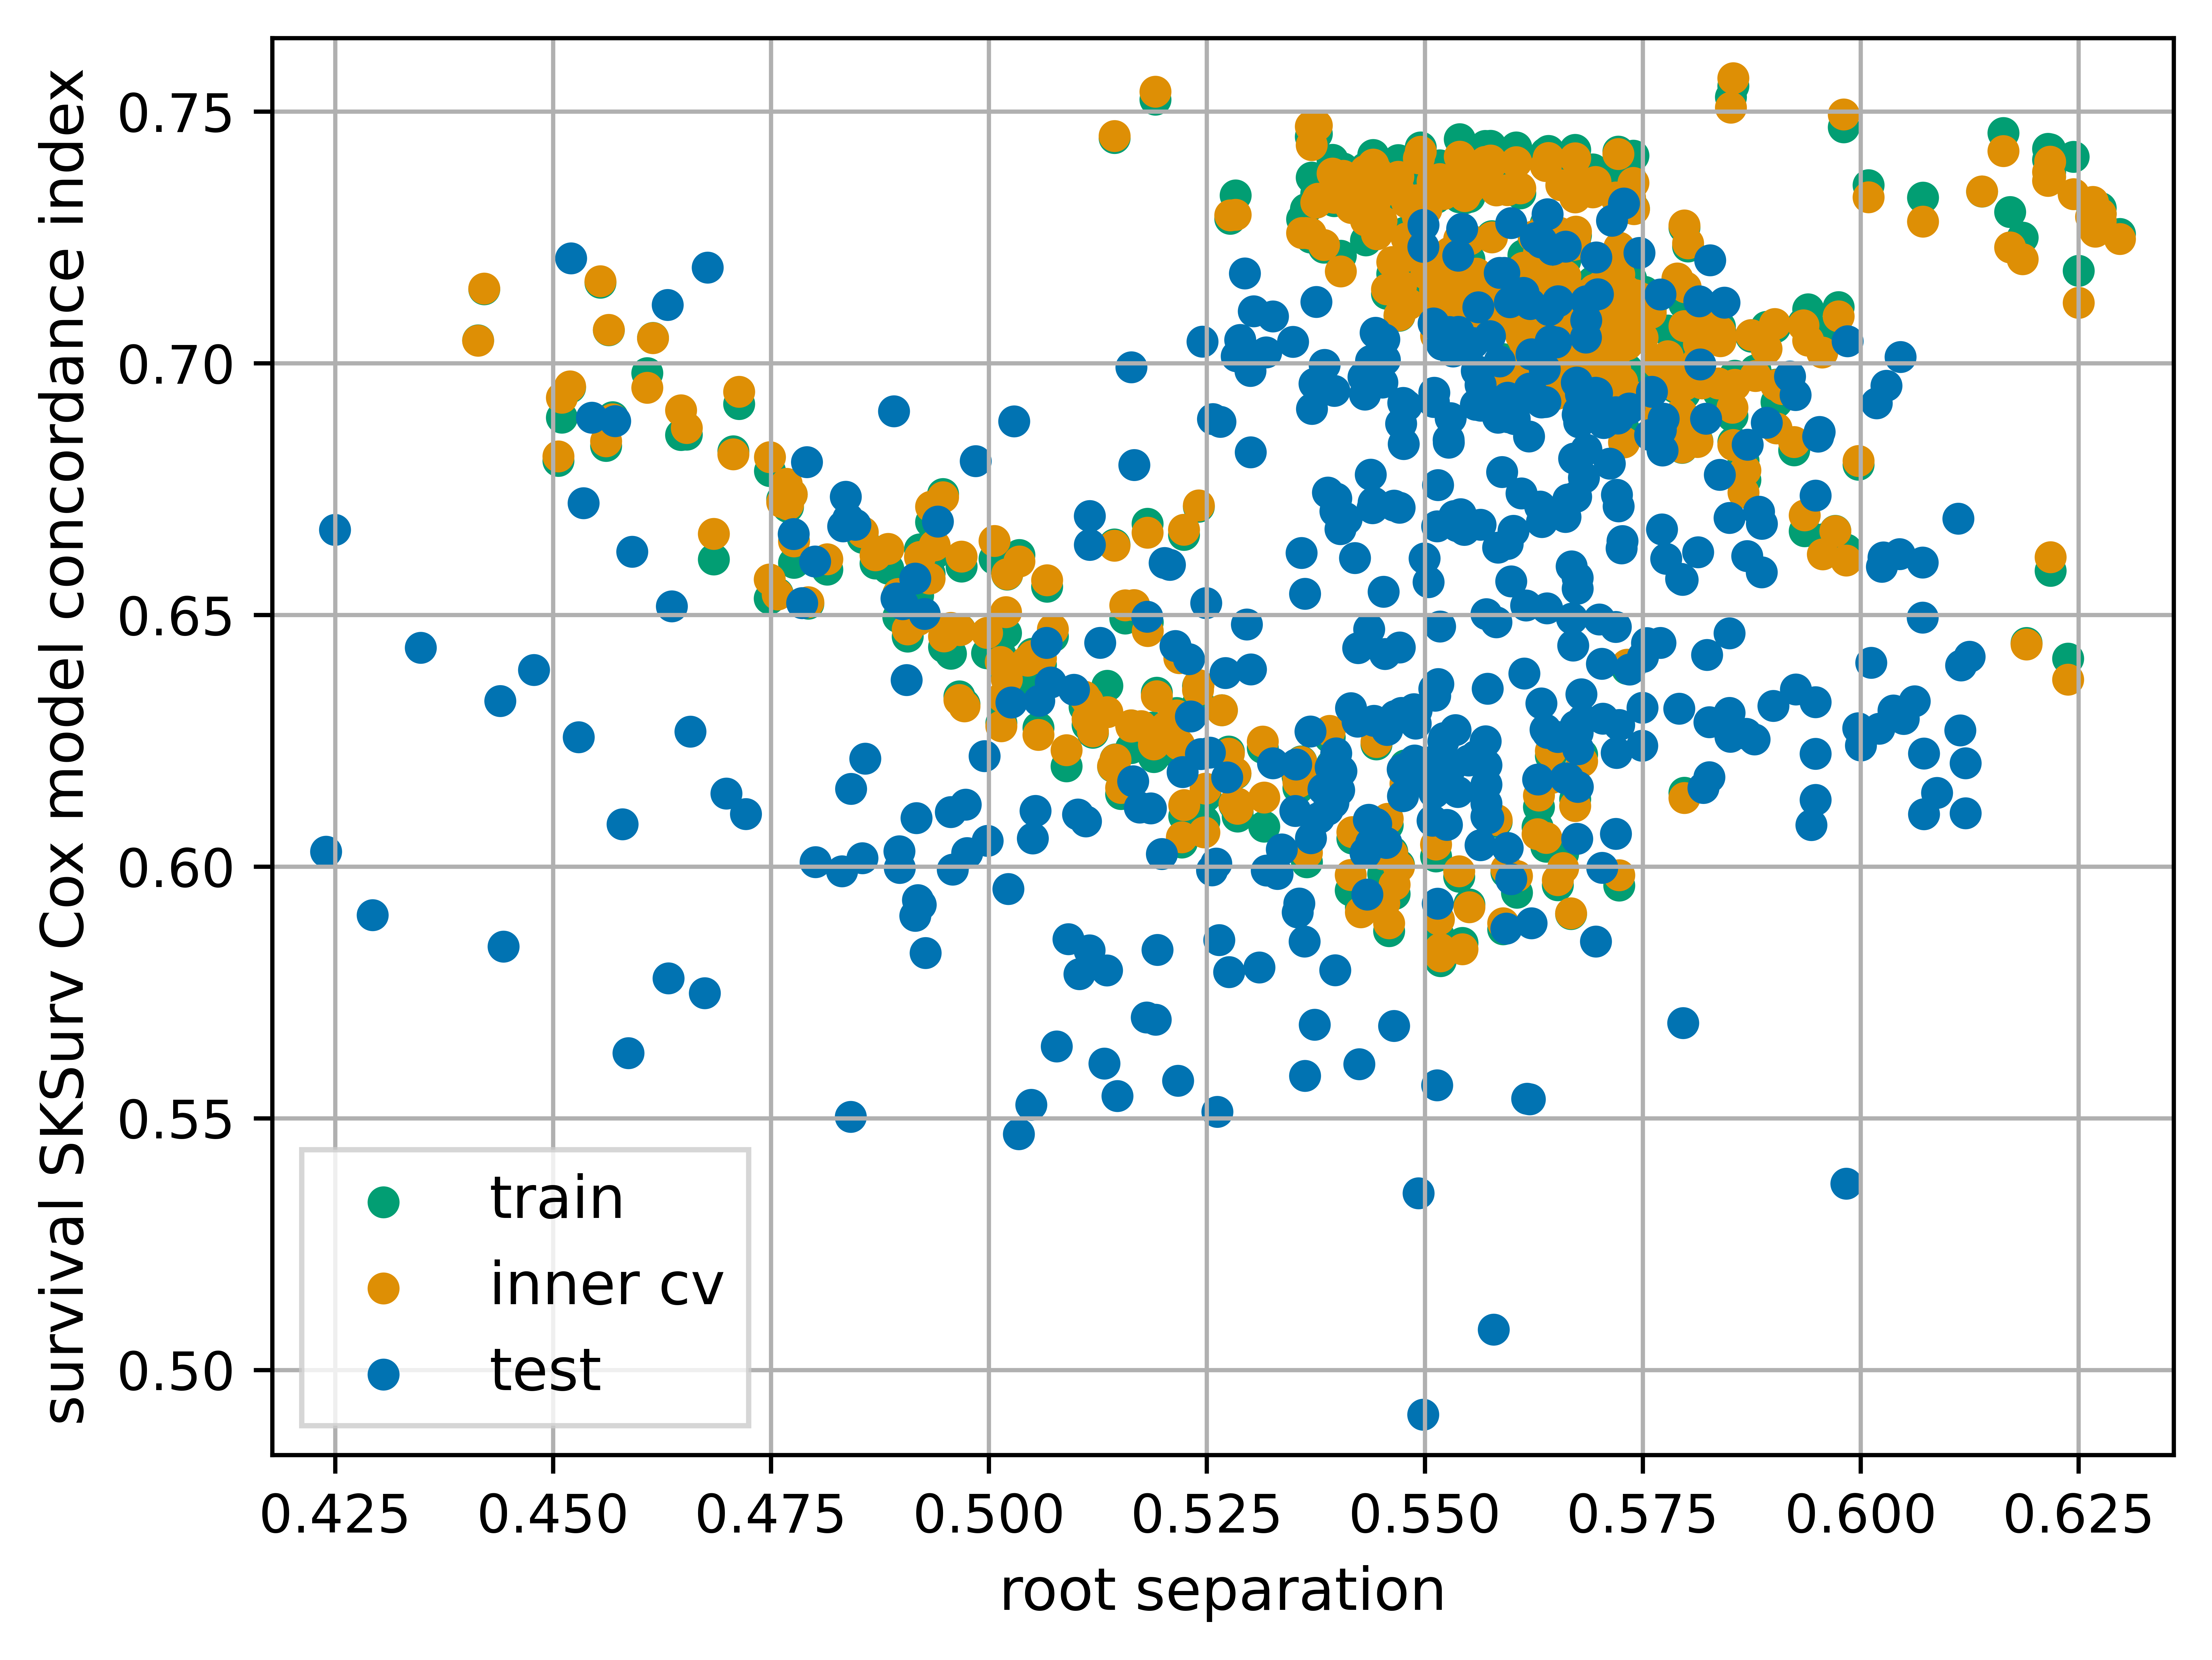 survival SKSurv Cox model concordance index
0.75
0.70
0.65
0.60
0.55
0.50
train
inner cv
test
0.425 0.450 0.475 0.500 0.525 0.550 0.575 0.600 0.625
root separation